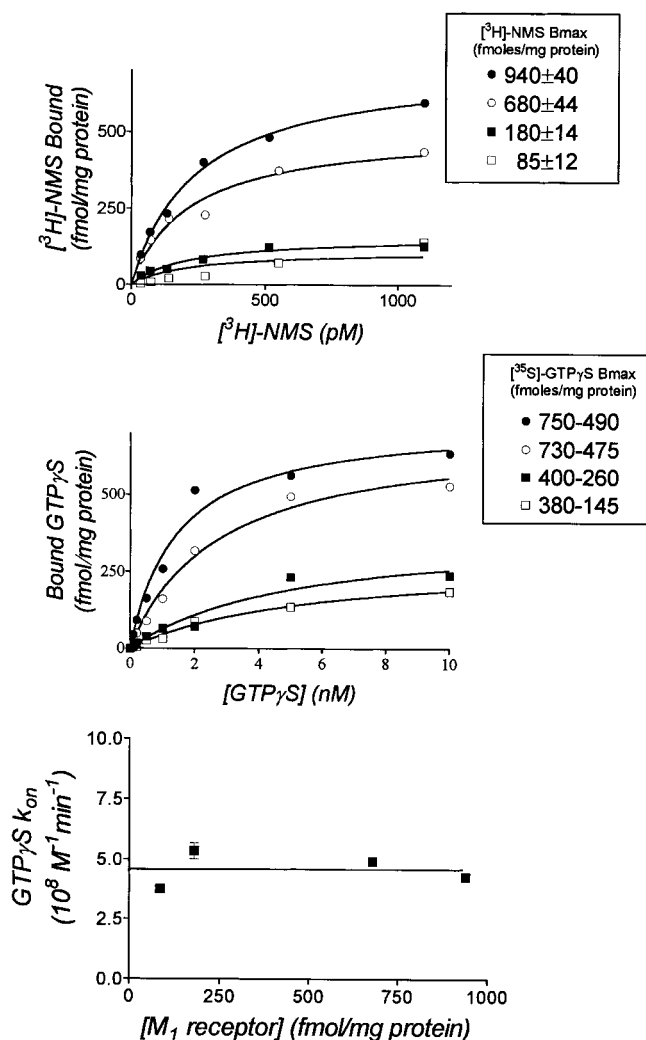 [³H]-NMS Bmax
(fmoles/mg protein)
● 940±40
○ 680±44
■ 180±14
□ 85±12
[³H]-NMS Bound
(fmol/mg protein)
500
250
0
0 500 1000
[³H]-NMS (pM)
[³⁵S]-GTPγS Bmax
(fmoles/mg protein)
● 750-490
○ 730-475
■ 400-260
□ 380-145
Bound GTPγS
(fmol/mg protein)
500
250
0
0 2 4 6 8 10
[GTPγS] (nM)
GTPγS kon
(10⁸ M⁻¹min⁻¹)
10.0
7.5
5.0
2.5
0.0
0 250 500 750 1000
[M₁ receptor] (fmol/mg protein)